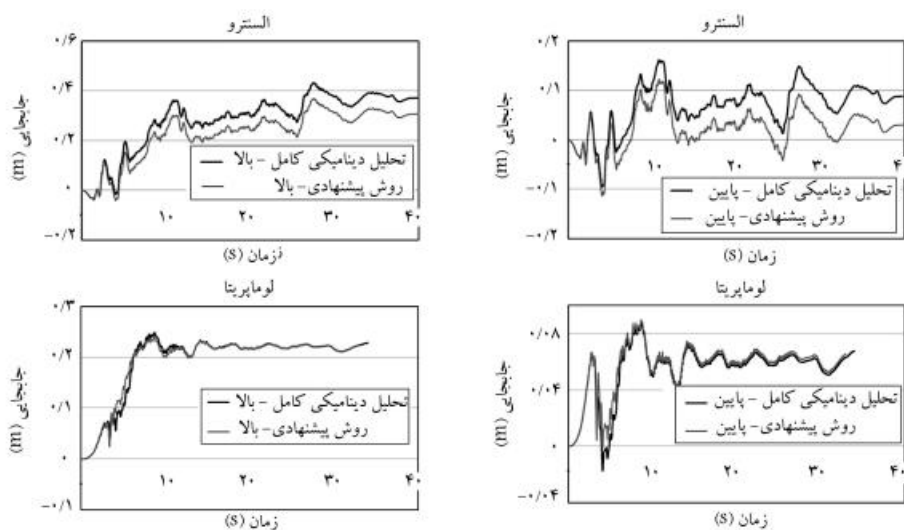 السنترو
۰/۶
۰/۴
۰/۲
۰
−۰/۲
جابجایی (m)
تحلیل دینامیکی کامل – بالا
روش پیشنهادی – بالا
۱۰ ۲۰ ۳۰ ۴۰
زمان (s)
السنترو
۰/۲
۰/۱
۰
−۰/۱
−۰/۲
جابجایی (m)
۱۰ ۲۰ ۳۰ ۴۰
تحلیل دینامیکی کامل – پایین
روش پیشنهادی – پایین
زمان (s)
لوماپریتا
۰/۳
۰/۲
۰/۱
۰
−۰/۱
جابجایی (m)
تحلیل دینامیکی کامل – بالا
روش پیشنهادی – بالا
۱۰ ۲۰ ۳۰ ۴۰
زمان (s)
لوماپریتا
۰/۰۸
۰/۰۴
۰
−۰/۰۴
جابجایی (m)
تحلیل دینامیکی کامل – پایین
روش پیشنهادی – پایین
۱۰ ۲۰ ۳۰ ۴۰
زمان (s)